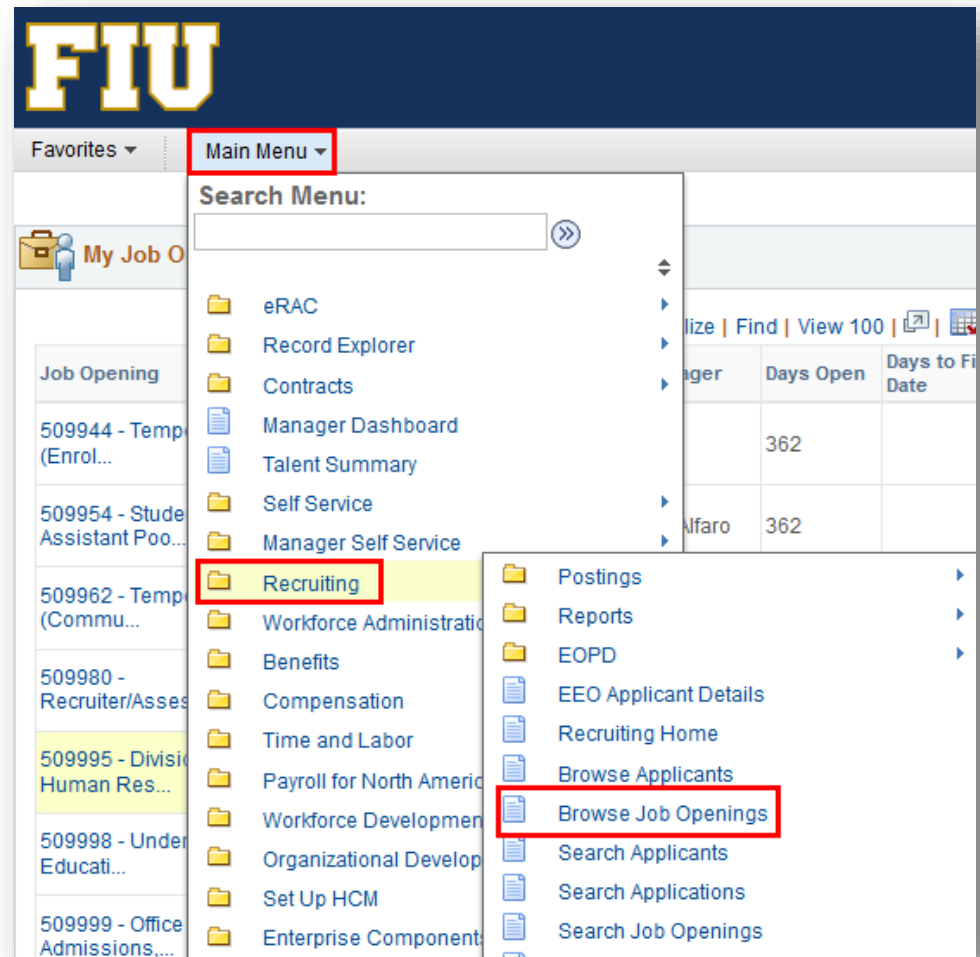 FIU
Favorites
Main Menu
Search Menu:
My Job O
eRAC
lize | Find | View 100 |
Record Explorer
Job Opening
ager
Days Open
Days to Fi
Date
Contracts
509944 - Temp
(Enrol...
Manager Dashboard
362
Talent Summary
509954 - Stude
Assistant Poo...
Self Service
Alfaro
362
Manager Self Service
Recruiting
Postings
509962 - Temp
(Commu...
Workforce Administratio
Reports
Benefits
EOPD
509980 -
Recruiter/Asses
Compensation
EEO Applicant Details
Time and Labor
Recruiting Home
509995 - Divisio
Human Res...
Payroll for North Americ
Browse Applicants
Workforce Developmen
Browse Job Openings
509998 - Under
Educati...
Organizational Develop
Search Applicants
Set Up HCM
Search Applications
509999 - Office
Admissions,...
Enterprise Component
Search Job Openings